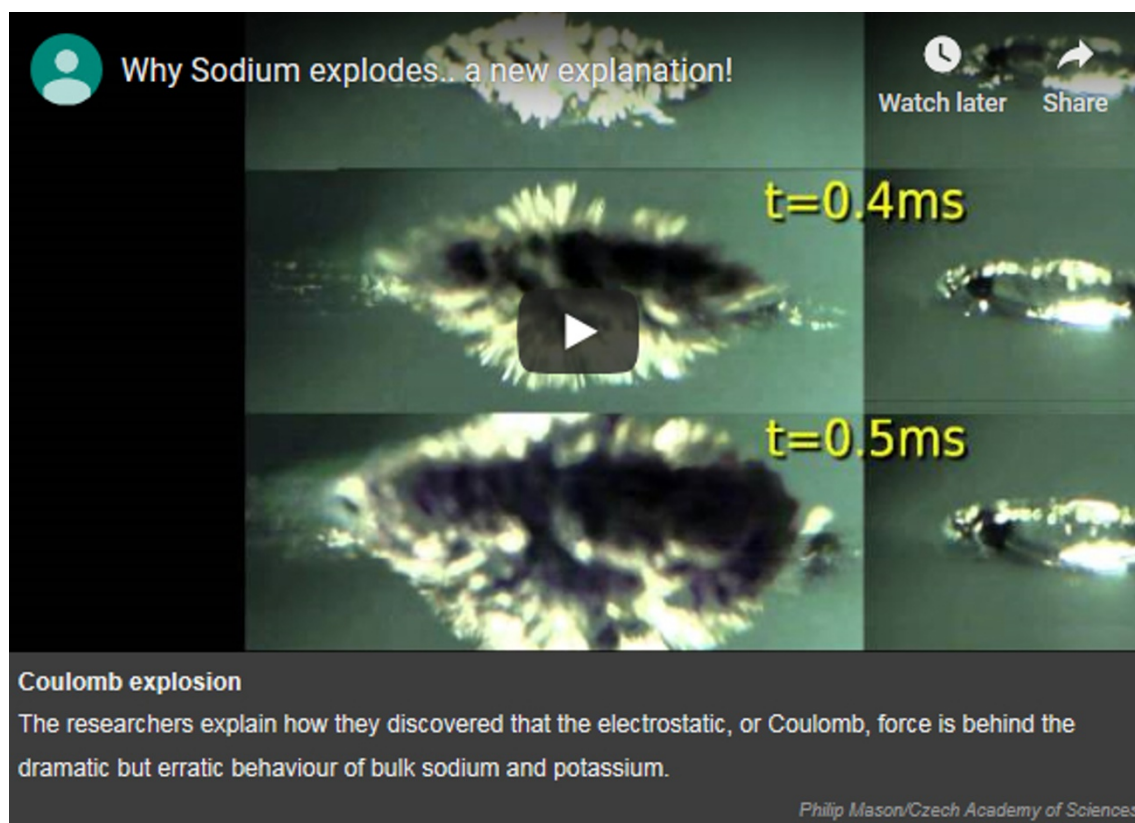 Why Sodium explodes.. a new explanation!
Watch later
Share
t=0.4ms
t=0.5ms
Coulomb explosion
The researchers explain how they discovered that the electrostatic, or Coulomb, force is behind the
dramatic but erratic behaviour of bulk sodium and potassium.
Philip Mason/Czech Academy of Sciences